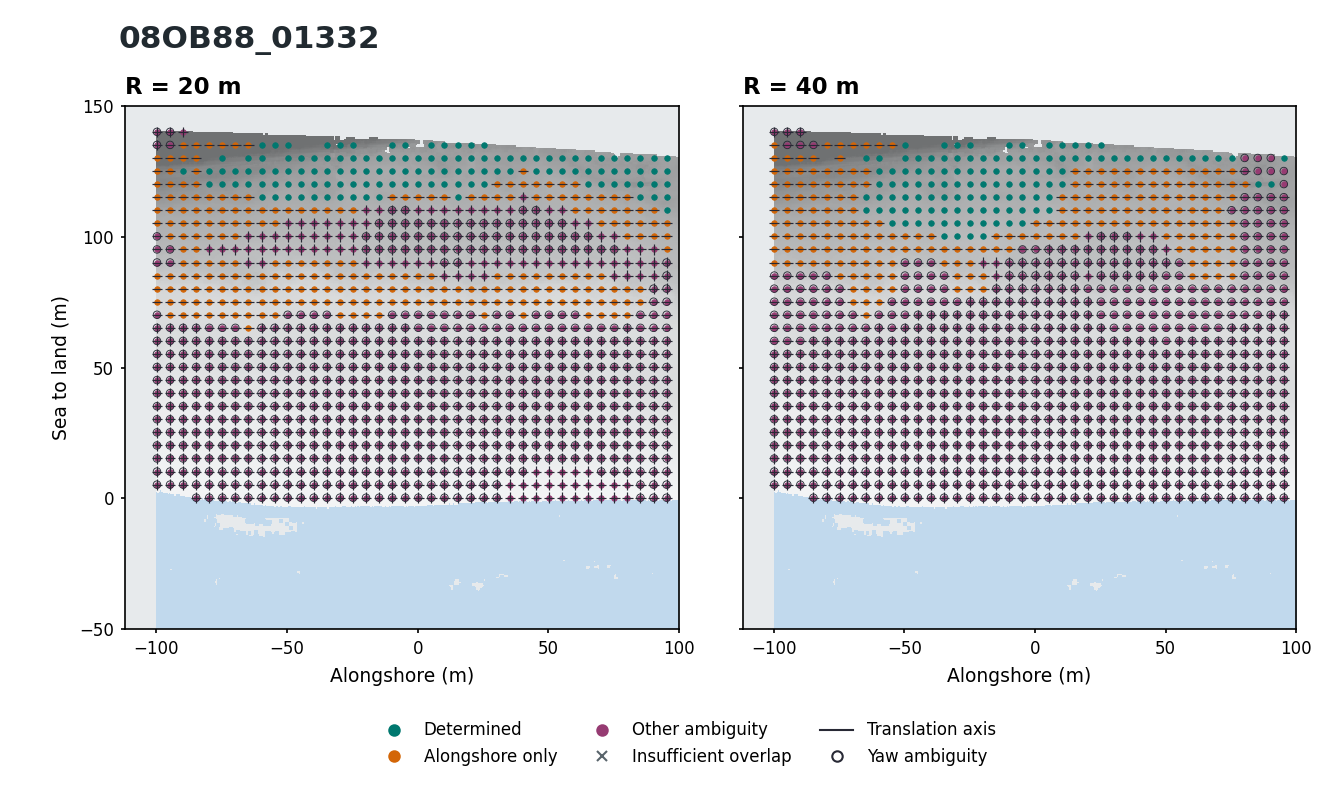 08OB88_01332
R = 20 m
R = 40 m
150
100
50
0
−50
Sea to land (m)
−100 −50 0 50 100
−100 −50 0 50 100
Alongshore (m)
Alongshore (m)
Determined
Other ambiguity
Translation axis
Alongshore only
Insufficient overlap
Yaw ambiguity